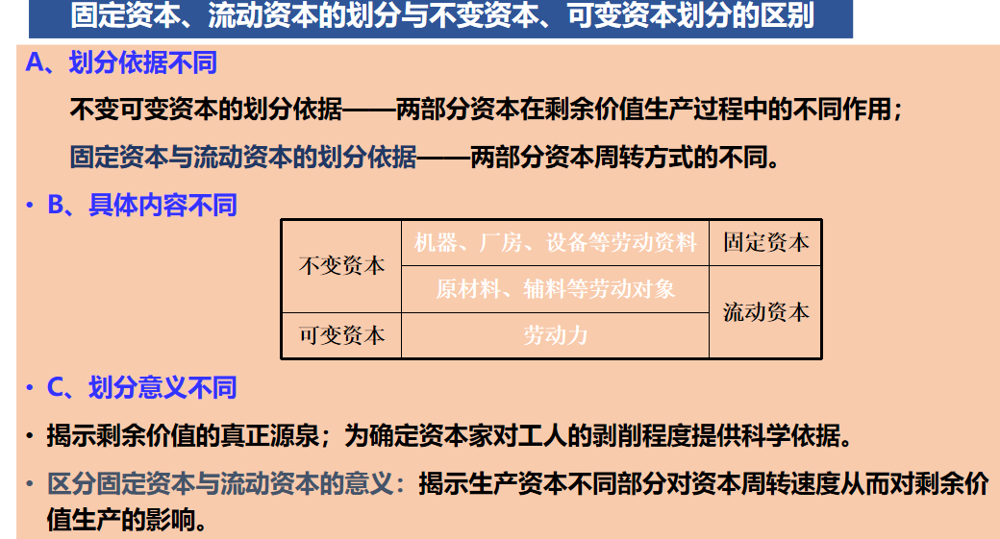 固定资本、流动资本的划分与不变资本、可变资本划分的区别
A、划分依据不同
不变可变资本的划分依据——两部分资本在剩余价值生产过程中的不同作用；
固定资本与流动资本的划分依据——两部分资本周转方式的不同。
• B、具体内容不同
不变资本
机器、厂房、设备等劳动资料
固定资本
原材料、辅料等劳动对象
流动资本
可变资本
劳动力
• C、划分意义不同
• 揭示剩余价值的真正源泉；为确定资本家对工人的剥削程度提供科学依据。
• 区分固定资本与流动资本的意义：揭示生产资本不同部分对资本周转速度从而对剩余价
值生产的影响。